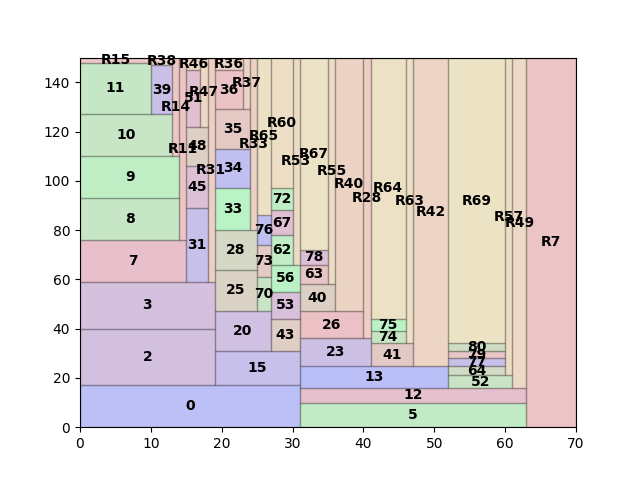 R15 R38 R46 R36
140 11 39 51 R47 36 R37
R14
120 10 48 35 R65 R60
R11 R33 R53 R67
100 9 45 R31 34 R55 R40 R64
R28 R63 R69
80 8 33 72 R42 R57
31 28 76 62 67 R49
60 7 73 78 R7
25 70 56 63
40 3 20 53 40
2 43 26 75
23 74 80
20 15 41 79
13 77
64
52
0 12
0 5
0 10 20 30 40 50 60 70